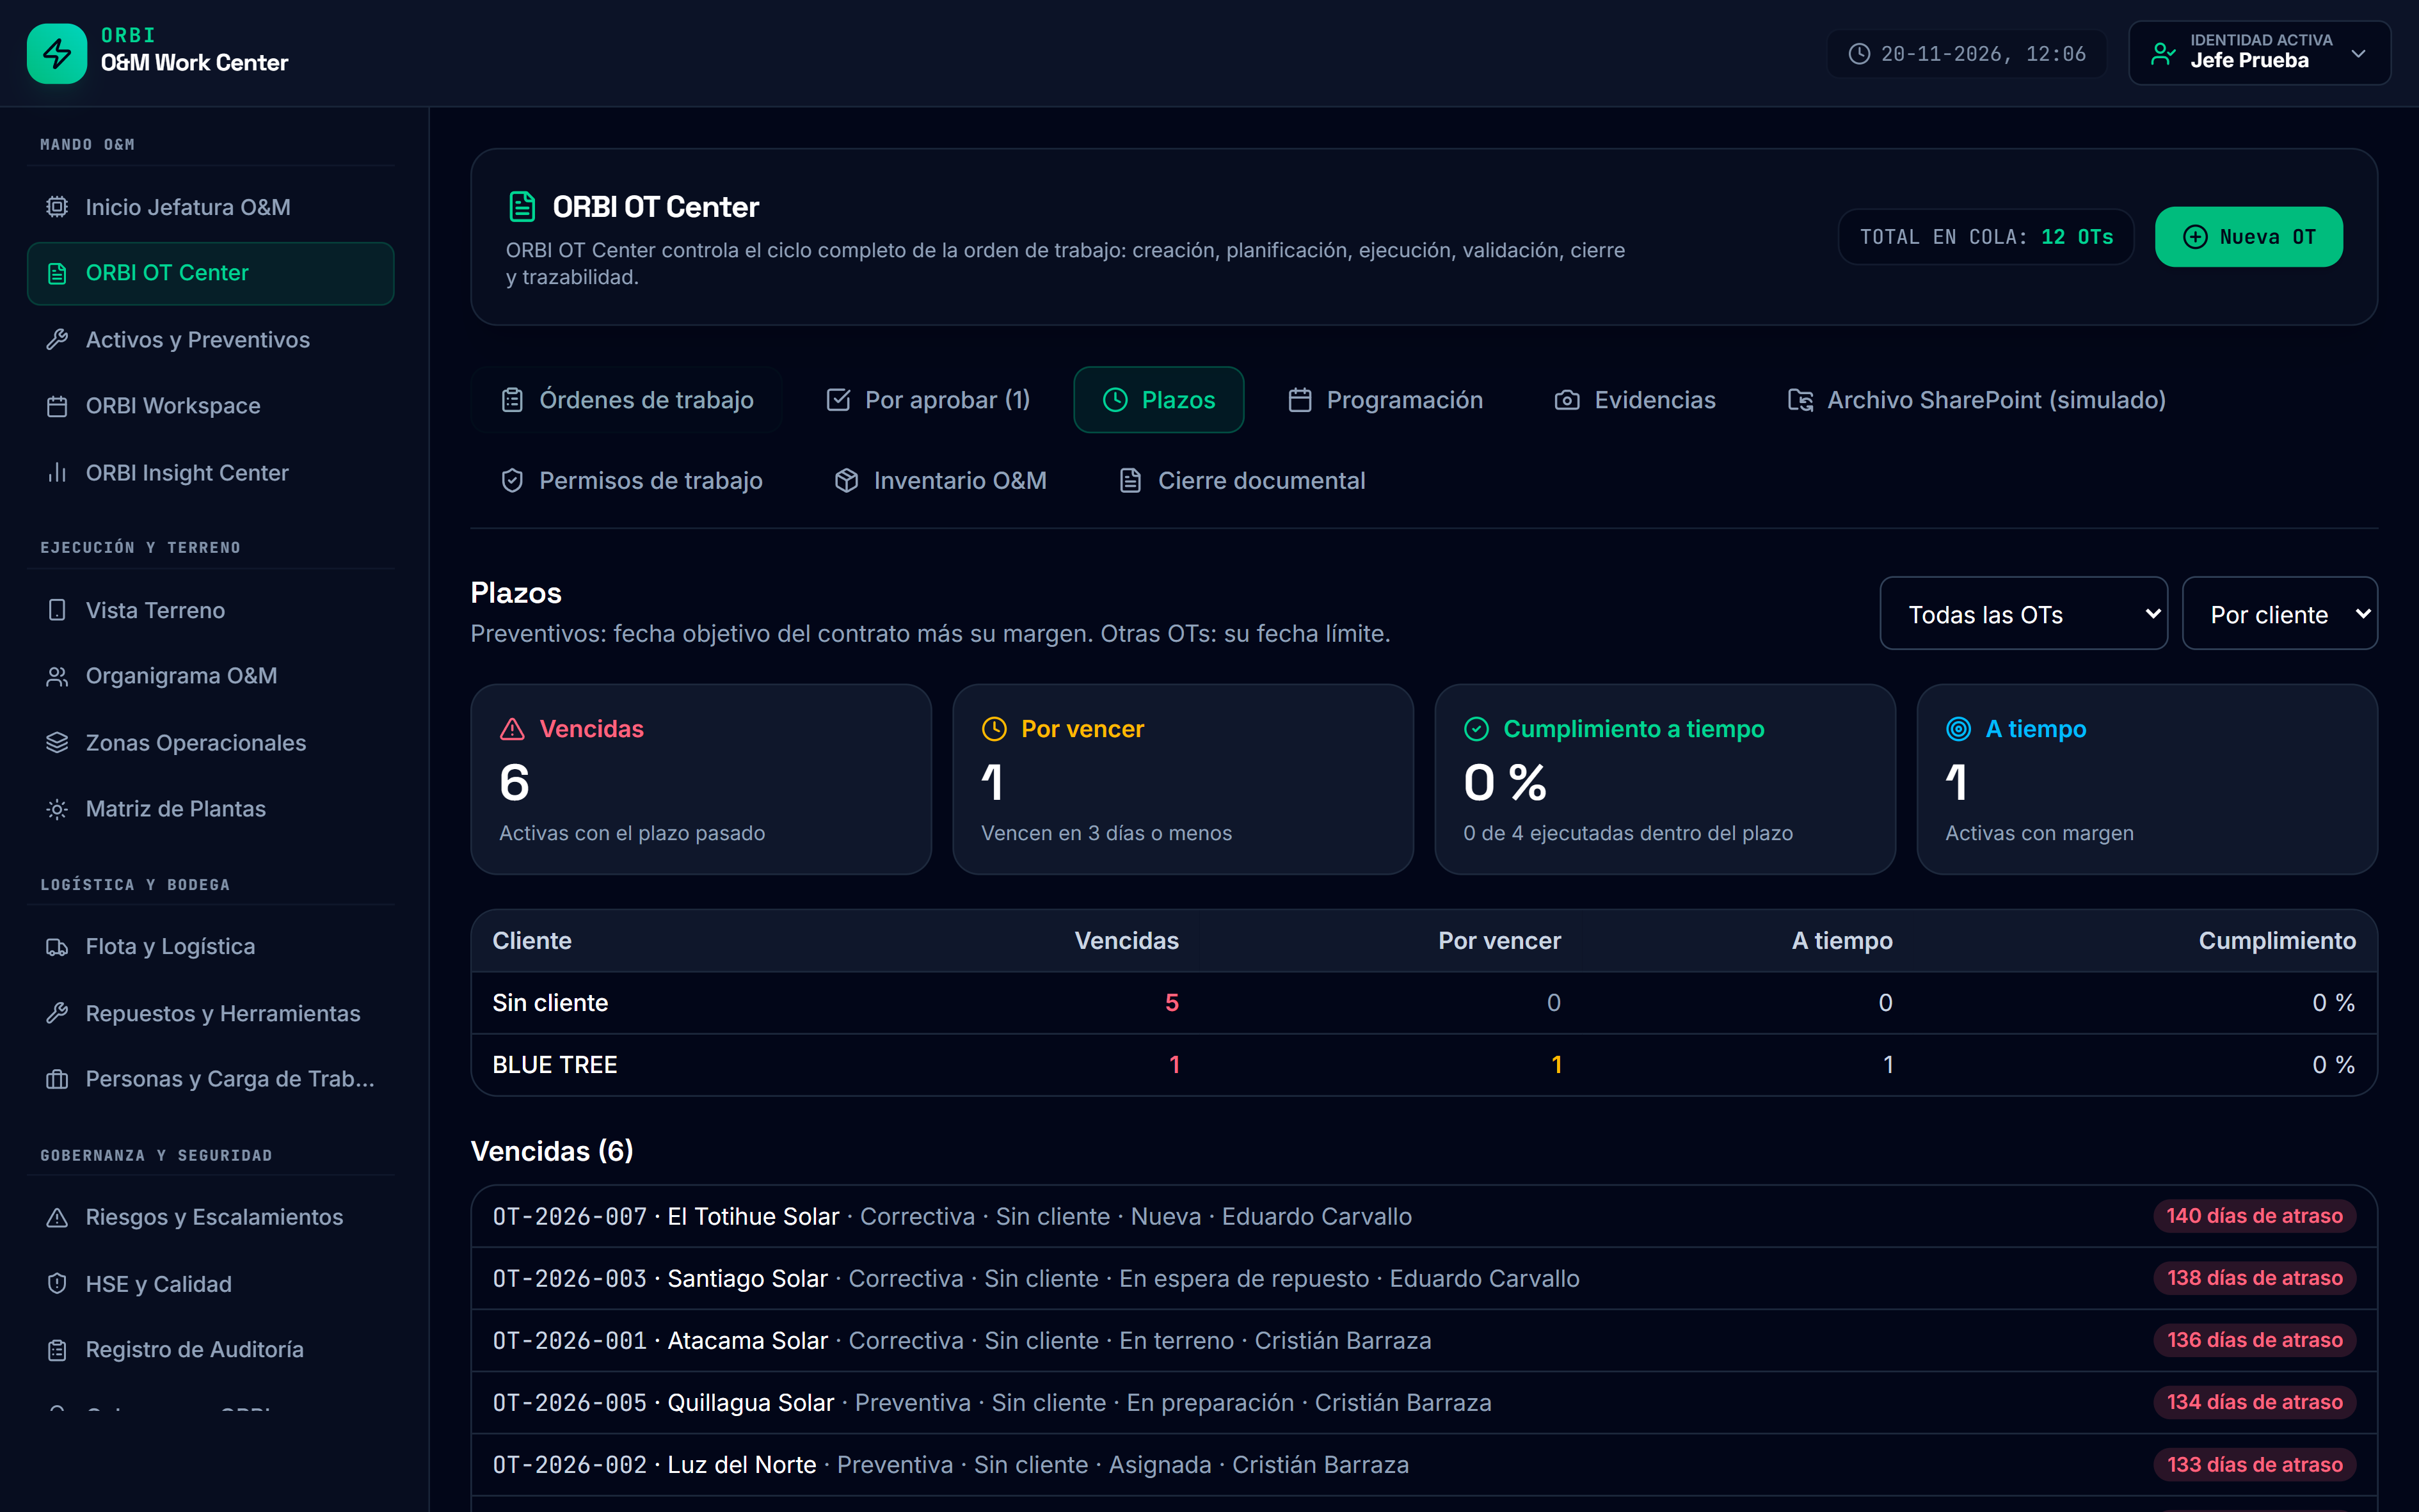 ORBI
O&M Work Center
20-11-2026, 12:06
IDENTIDAD ACTIVA
Jefe Prueba
MANDO O&M
Inicio Jefatura O&M
ORBI OT Center
Activos y Preventivos
ORBI Workspace
ORBI Insight Center
EJECUCIÓN Y TERRENO
Vista Terreno
Organigrama O&M
Zonas Operacionales
Matriz de Plantas
LOGÍSTICA Y BODEGA
Flota y Logística
Repuestos y Herramientas
Personas y Carga de Trab...
GOBERNANZA Y SEGURIDAD
Riesgos y Escalamientos
HSE y Calidad
Registro de Auditoría
ORBI OT Center
ORBI OT Center controla el ciclo completo de la orden de trabajo: creación, planificación, ejecución, validación, cierre
y trazabilidad.
TOTAL EN COLA: 12 OTs
Nueva OT
Órdenes de trabajo
Por aprobar (1)
Plazos
Programación
Evidencias
Archivo SharePoint (simulado)
Permisos de trabajo
Inventario O&M
Cierre documental
Plazos
Preventivos: fecha objetivo del contrato más su margen. Otras OTs: su fecha límite.
Todas las OTs
Por cliente
Vencidas
6
Activas con el plazo pasado
Por vencer
1
Vencen en 3 días o menos
Cumplimiento a tiempo
0 %
0 de 4 ejecutadas dentro del plazo
A tiempo
1
Activas con margen
Cliente Vencidas Por vencer A tiempo Cumplimiento
Sin cliente 5 0 0 0 %
BLUE TREE 1 1 1 0 %
Vencidas (6)
OT-2026-007 · El Totihue Solar · Correctiva · Sin cliente · Nueva · Eduardo Carvallo 140 días de atraso
OT-2026-003 · Santiago Solar · Correctiva · Sin cliente · En espera de repuesto · Eduardo Carvallo 138 días de atraso
OT-2026-001 · Atacama Solar · Correctiva · Sin cliente · En terreno · Cristián Barraza 136 días de atraso
OT-2026-005 · Quillagua Solar · Preventiva · Sin cliente · En preparación · Cristián Barraza 134 días de atraso
OT-2026-002 · Luz del Norte · Preventiva · Sin cliente · Asignada · Cristián Barraza 133 días de atraso